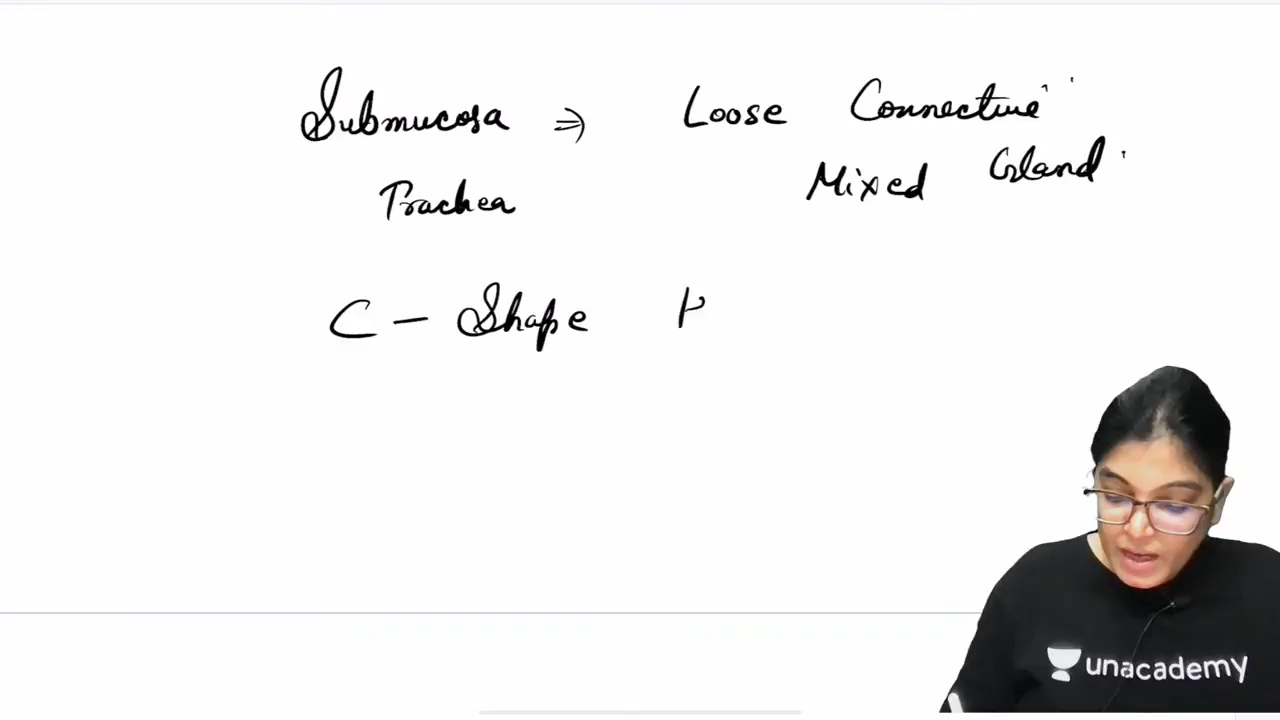 Submucosa ⇒ Loose Connective
Trachea Mixed Gland
C - Shape
unacademy